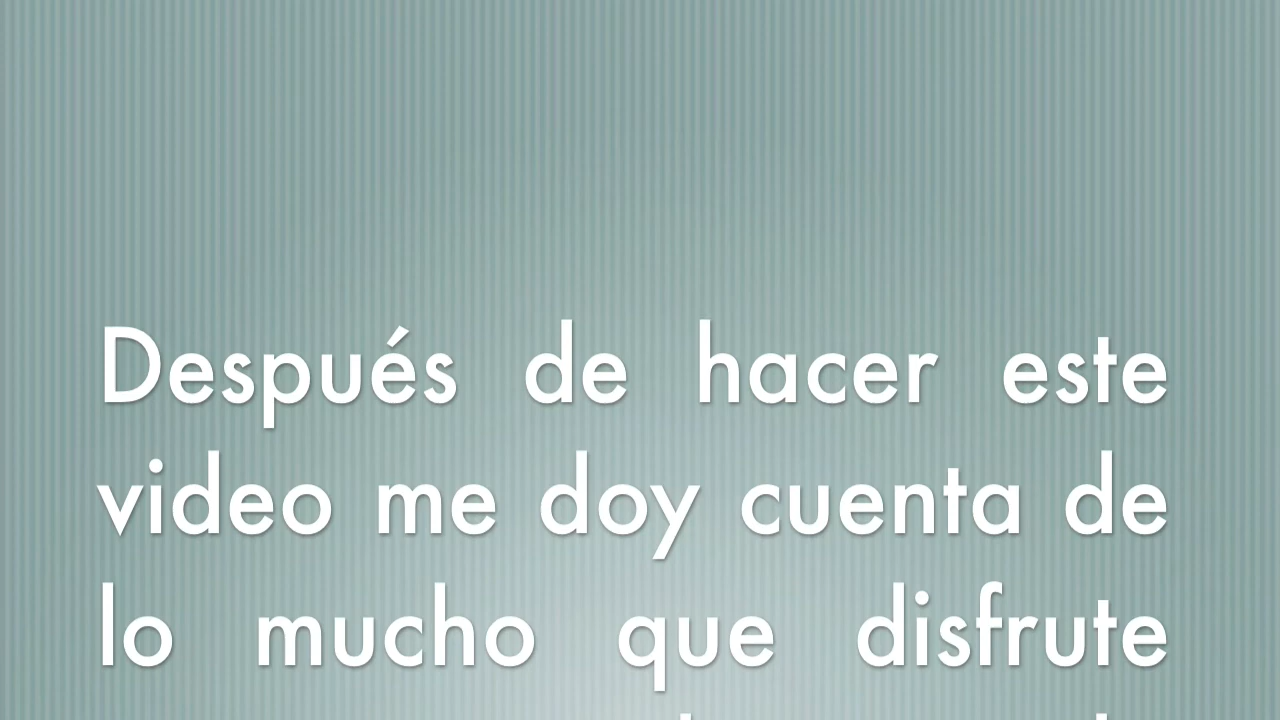 Después de hacer este
video me doy cuenta de
lo mucho que disfrute